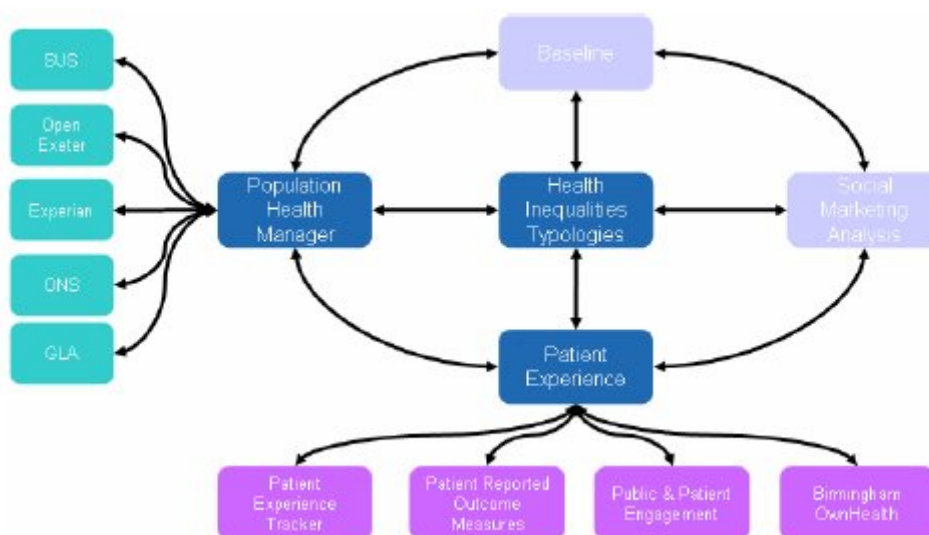 SUS
Open
Exeter
Experian
ONS
GLA
Baseline
Population
Health
Manager
Health
Inequalities
Typologies
Social
Marketing
Analysis
Patient
Experience
Patient
Experience
Tracker
Patient Reported
Outcome
Measures
Public & Patient
Engagement
Birmingham
OwnHealth